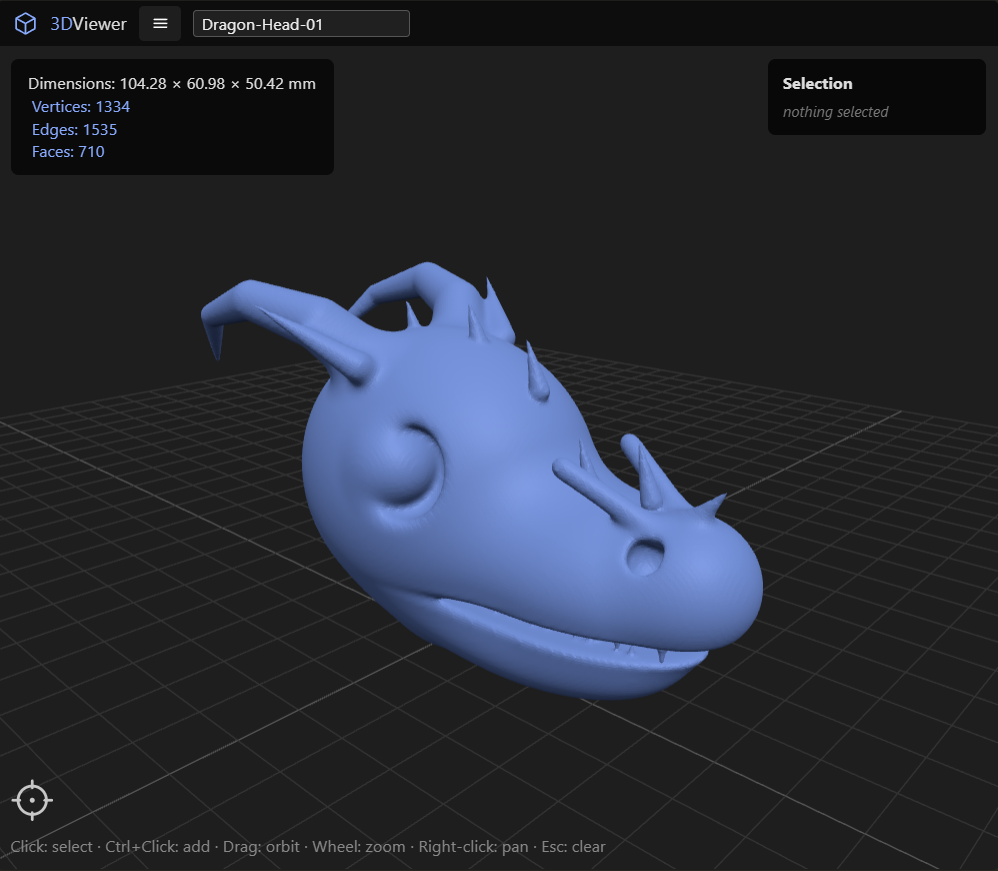 3DViewer
Dragon-Head-01
Dimensions: 104.28 × 60.98 × 50.42 mm
Vertices: 1334
Edges: 1535
Faces: 710
Selection
nothing selected
Click: select · Ctrl+Click: add · Drag: orbit · Wheel: zoom · Right-click: pan · Esc: clear